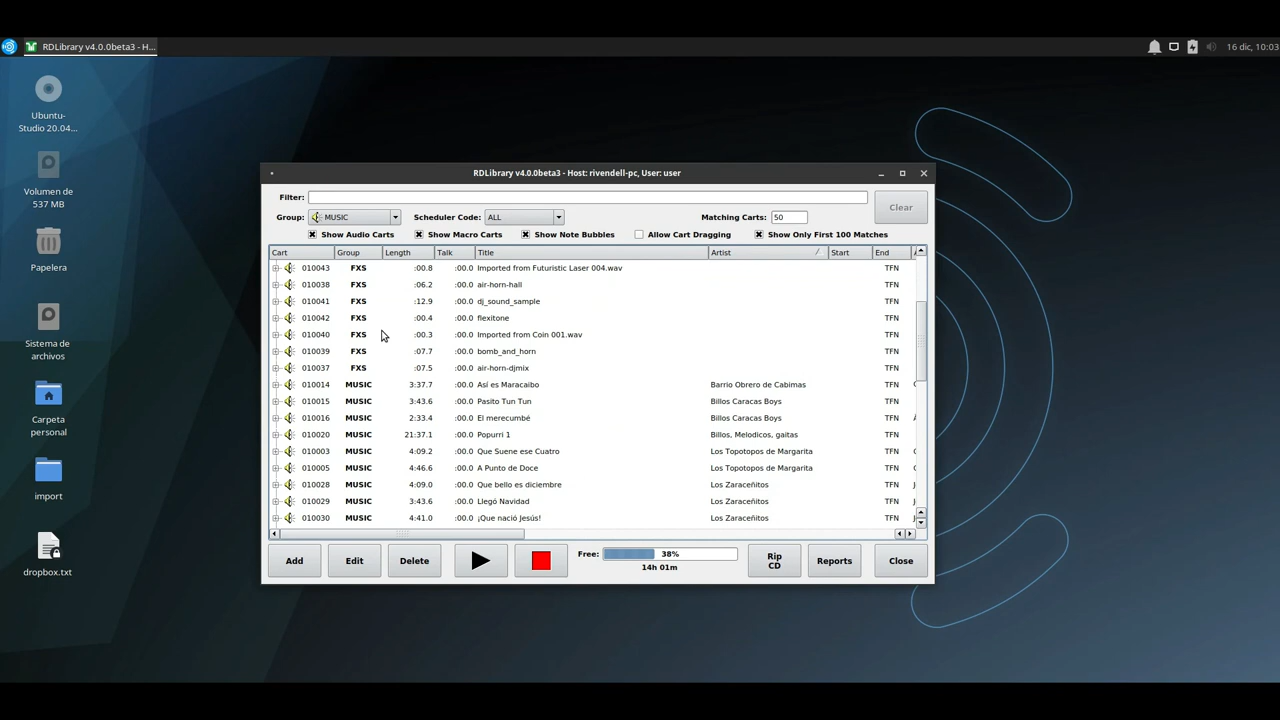 RDLibrary v4.0.0beta3 - H...
16 dic, 10:03
Ubuntu-
Studio 20.04...
Volumen de
537 MB
Papelera
Sistema de
archivos
Carpeta
personal
import
dropbox.txt
RDLibrary v4.0.0beta3 - Host: rivendell-pc, User: user
Filter:
Clear
Group: MUSIC Scheduler Code: ALL Matching Carts: 50
Show Audio Carts Show Macro Carts Show Note Bubbles Allow Cart Dragging Show Only First 100 Matches
Cart Group Length Talk Title Artist Start End
010043 FXS :00.8 :00.0 Imported from Futuristic Laser 004.wav TFN
010038 FXS :06.2 :00.0 air-horn-hall TFN
010041 FXS :12.9 :00.0 dj_sound_sample TFN
010042 FXS :00.4 :00.0 flexitone TFN
010040 FXS :00.3 :00.0 Imported from Coin 001.wav TFN
010039 FXS :07.7 :00.0 bomb_and_horn TFN
010037 FXS :07.5 :00.0 air-horn-djmix TFN
010014 MUSIC 3:37.7 :00.0 Así es Maracaibo Barrio Obrero de Cabimas TFN
010015 MUSIC 3:43.6 :00.0 Pasito Tun Tun Billos Caracas Boys TFN
010016 MUSIC 2:33.4 :00.0 El merecumbé Billos Caracas Boys TFN
010020 MUSIC 21:37.1 :00.0 Popurri 1 Billos, Melodicos, gaitas TFN
010003 MUSIC 4:09.2 :00.0 Que Suene ese Cuatro Los Topotopos de Margarita TFN
010005 MUSIC 4:46.6 :00.0 A Punto de Doce Los Topotopos de Margarita TFN
010028 MUSIC 4:09.0 :00.0 Que bello es diciembre Los Zaraceñitos TFN
010029 MUSIC 3:43.6 :00.0 Llegó Navidad Los Zaraceñitos TFN
010030 MUSIC 4:41.0 :00.0 ¡Que nació Jesús! Los Zaraceñitos TFN
Add
Edit
Delete
Free: 38%
14h 01m
Rip
CD
Reports
Close